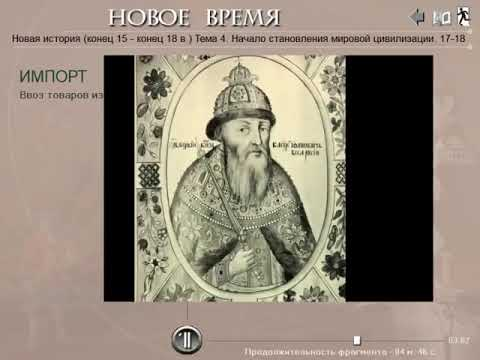 НОВОЕ ВРЕМЯ
Новая история (конец 15 - конец 18 в ) Тема 4. Начало становления мировой цивилизации. 17-18
ИМПОРТ
Ввоз товаров из
Продолжительность фрагмента - 04 м. 46 с.